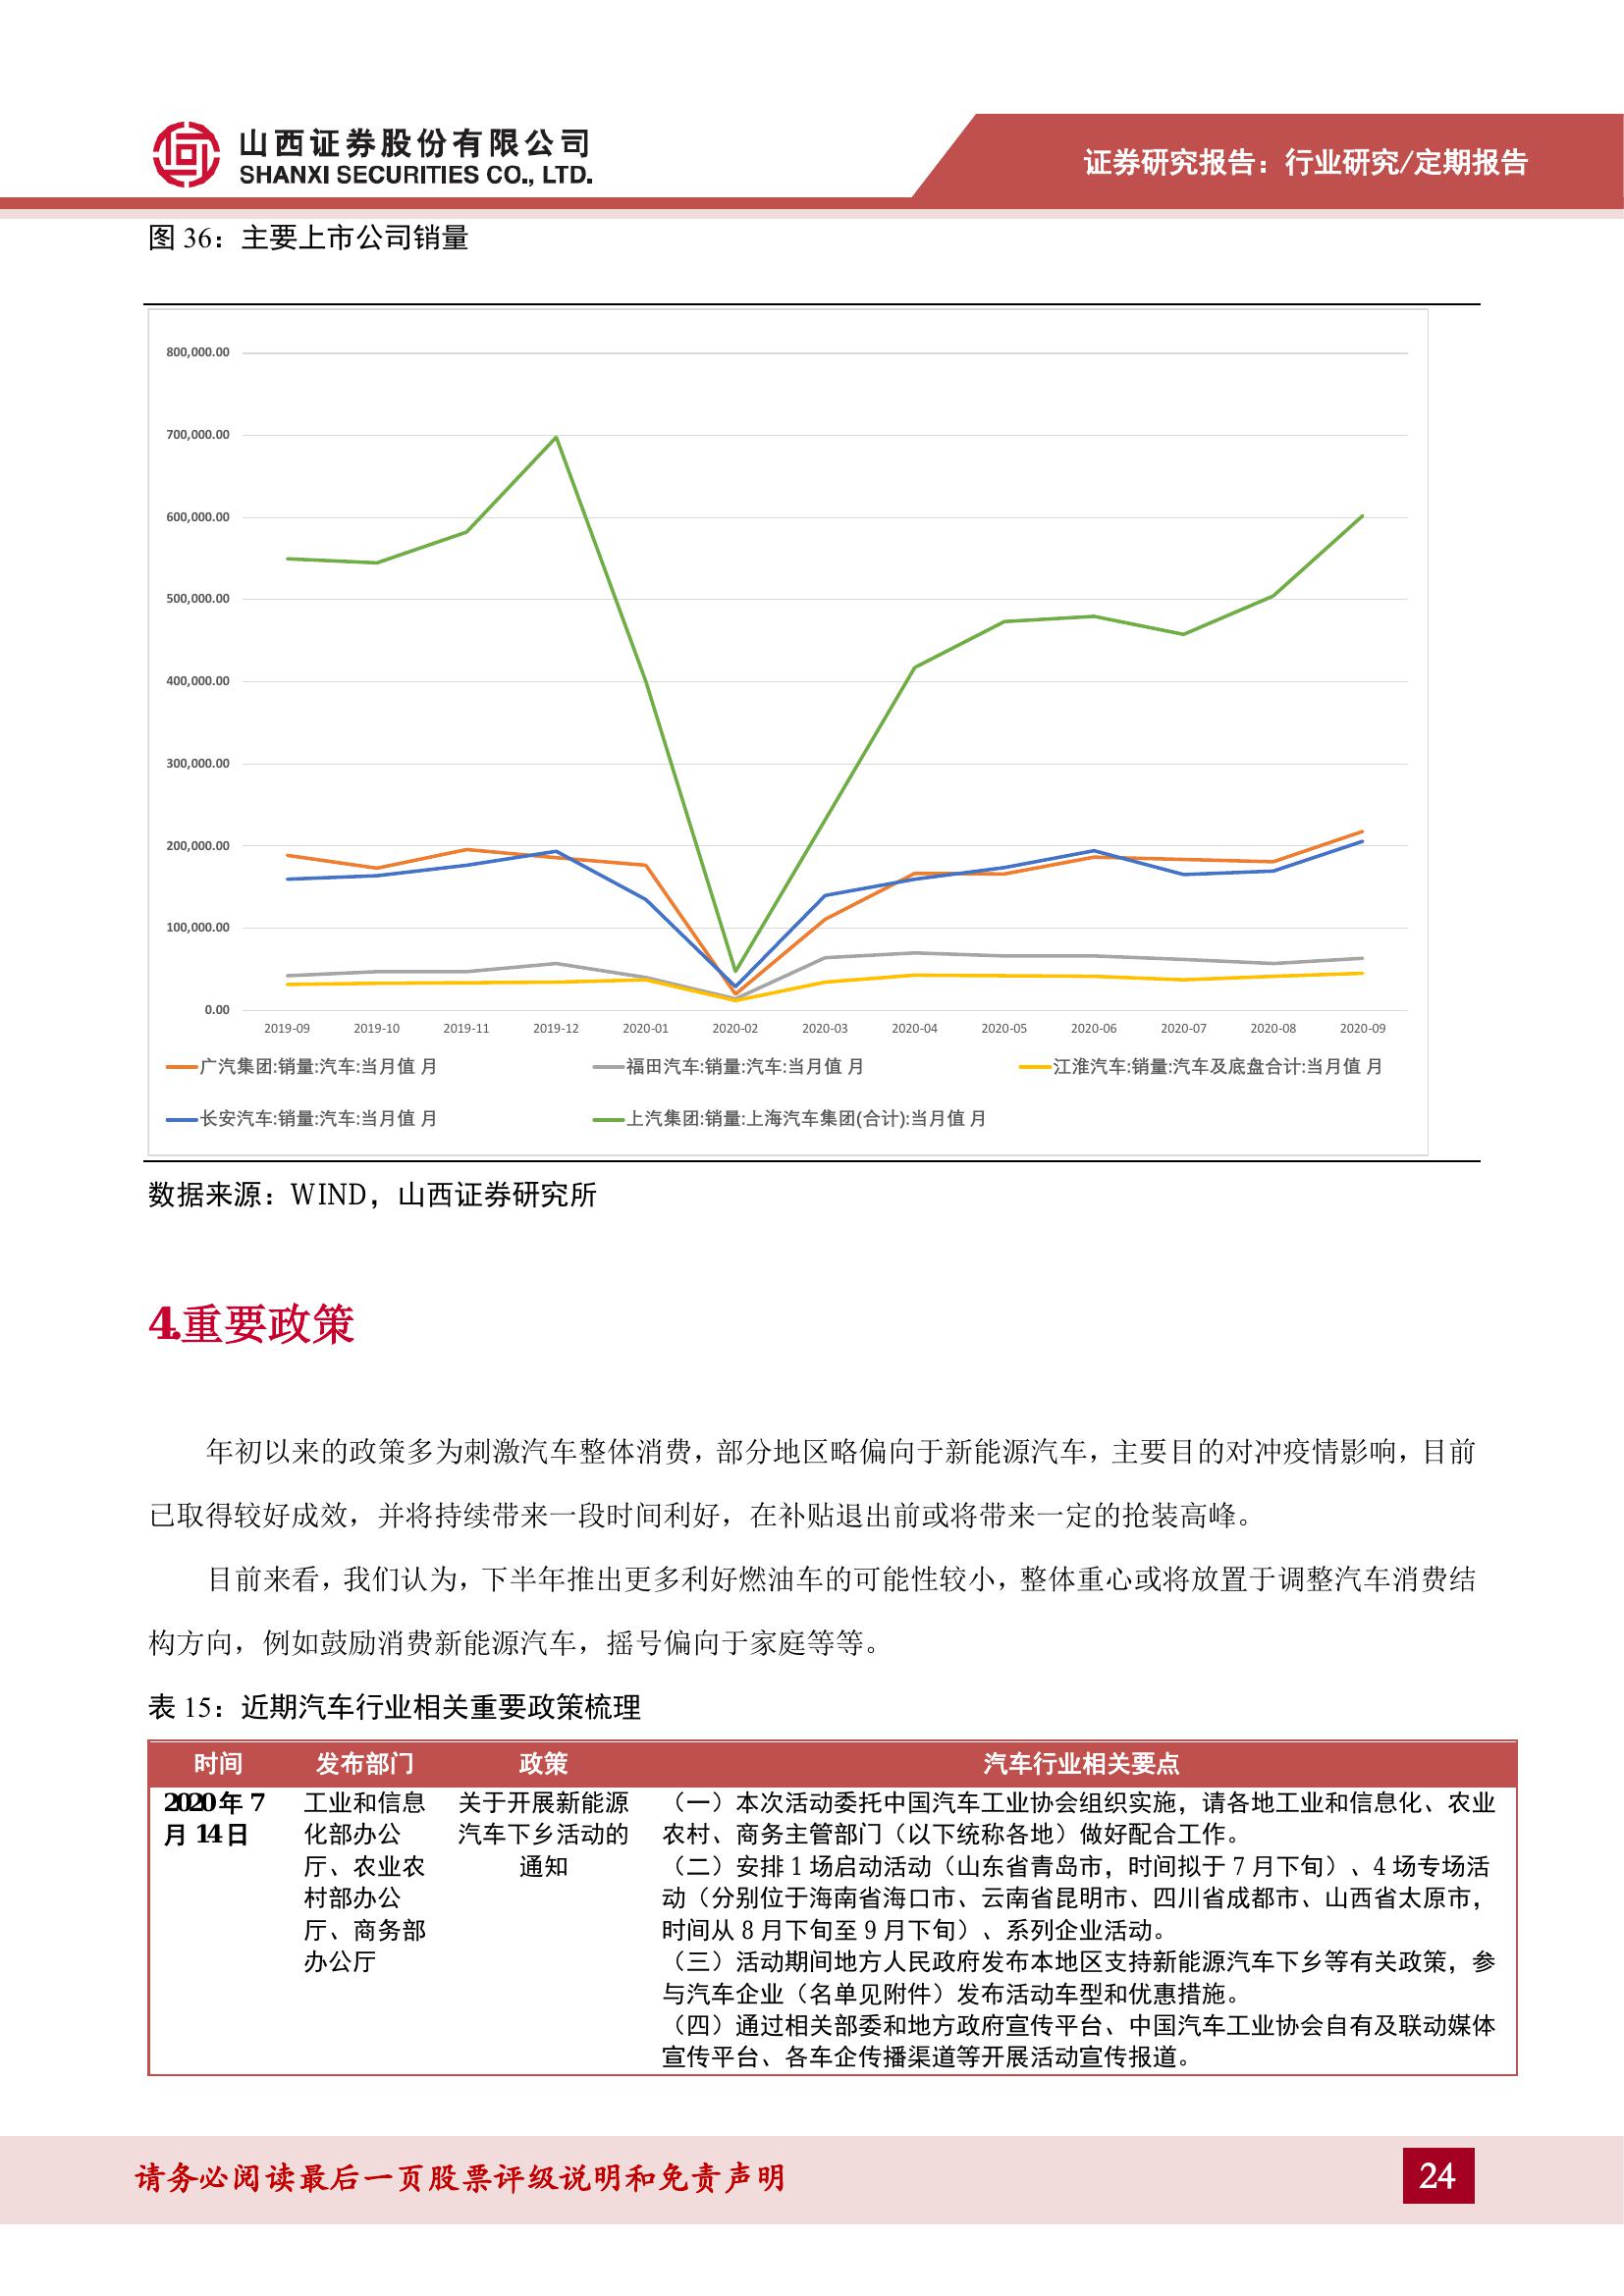 山西证券股份有限公司
SHANXI SECURITIES CO., LTD.
证券研究报告：行业研究/定期报告
图 36：主要上市公司销量
800,000.00
700,000.00
600,000.00
500,000.00
400,000.00
300,000.00
200,000.00
100,000.00
0.00
2019-09 2019-10 2019-11 2019-12 2020-01 2020-02 2020-03 2020-04 2020-05 2020-06 2020-07 2020-08 2020-09
广汽集团:销量:汽车:当月值 月 福田汽车:销量:汽车:当月值 月 江淮汽车:销量:汽车及底盘合计:当月值 月
长安汽车:销量:汽车:当月值 月 上汽集团:销量:上海汽车集团(合计):当月值 月
数据来源：WIND，山西证券研究所
4.重要政策
年初以来的政策多为刺激汽车整体消费，部分地区略偏向于新能源汽车，主要目的对冲疫情影响，目前
已取得较好成效，并将持续带来一段时间利好，在补贴退出前或将带来一定的抢装高峰。
目前来看，我们认为，下半年推出更多利好燃油车的可能性较小，整体重心或将放置于调整汽车消费结
构方向，例如鼓励消费新能源汽车，摇号偏向于家庭等等。
表 15：近期汽车行业相关重要政策梳理
时间 发布部门 政策 汽车行业相关要点
2020 年 7
月 14 日
工业和信息
化部办公
厅、农业农
村部办公
厅、商务部
办公厅
关于开展新能源
汽车下乡活动的
通知
（一）本次活动委托中国汽车工业协会组织实施，请各地工业和信息化、农业
农村、商务主管部门（以下统称各地）做好配合工作。
（二）安排 1 场启动活动（山东省青岛市，时间拟于 7 月下旬）、4 场专场活
动（分别位于海南省海口市、云南省昆明市、四川省成都市、山西省太原市，
时间从 8 月下旬至 9 月下旬）、系列企业活动。
（三）活动期间地方人民政府发布本地区支持新能源汽车下乡等有关政策，参
与汽车企业（名单见附件）发布活动车型和优惠措施。
（四）通过相关部委和地方政府宣传平台、中国汽车工业协会自有及联动媒体
宣传平台、各车企传播渠道等开展活动宣传报道。
请务必阅读最后一页股票评级说明和免责声明
24